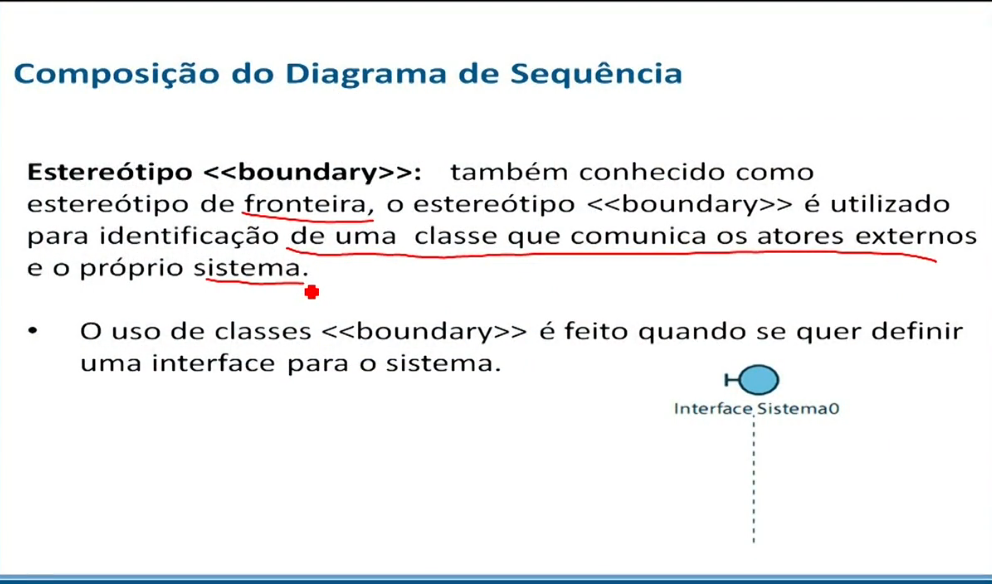 Composição do Diagrama de Sequência
Estereótipo <<boundary>>: também conhecido como
estereótipo de fronteira, o estereótipo <<boundary>> é utilizado
para identificação de uma classe que comunica os atores externos
e o próprio sistema.
• O uso de classes <<boundary>> é feito quando se quer definir
uma interface para o sistema.
Interface Sistema0